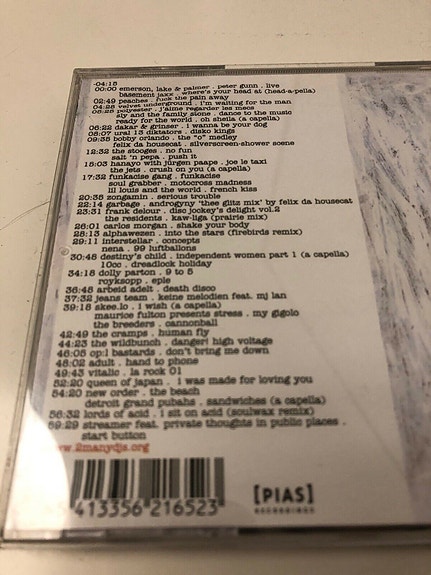 -04:15
00:00 emerson, lake & palmer . peter gunn . live
basement jaxx . where's your head at (head-a-pella)
02:49 peaches . fuck the pain away
04:25 velvet underground . i'm waiting for the man
05:25 polyester . j'aime regarder les mecs
sly and the family stone . dance to the music
ready for the world . oh sheila (a capella)
06:22 dakar & grinser . i wanna be your dog
08:07 ural 13 diktators . disko kings
09:35 bobby orlando . the "o" medley
felix da housecat . silverscreen-shower scene
12:32 the stooges . no fun
salt 'n pepa . push it
15:03 hanayo with jürgen paape . joe le taxi
the jets . crush on you (a capella)
17:32 funkacise gang . funkacise
soul grabber . motocross madness
lil louis and the world . french kiss
20:35 zongamin . serious trouble
22:14 garbage . androgyny 'thee glitz mix' by felix da housecat
23:31 frank delour . disc jockey's delight vol.2
the residents . kaw-liga (prairie mix)
26:01 carlos morgan . shake your body
28:13 alphawezen . into the stars (firebirds remix)
29:11 interstellar . concepts
nena . 99 luftballons
30:48 destiny's child . independent women part 1 (a capella)
10cc . dreadlock holiday
34:18 dolly parton . 9 to 5
royksopp . eple
36:46 arbeid adelt . death disco
37:32 jeans team . keine melodien feat. mj lan
39:18 skee.lo . i wish (a capella)
maurice fulton presents stress . my gigolo
the breeders . cannonball
42:49 the cramps . human fly
44:23 the wildbunch . danger! high voltage
46:08 op:l bastards . don't bring me down
48:02 adult . hand to phone
49:43 vitalic . la rock 01
52:20 queen of japan . i was made for loving you
54:20 new order . the beach
detroit grand pubahs . sandwiches (a capella)
56:32 lords of acid . i sit on acid (soulwax remix)
59:29 streamer feat. private thoughts in public places .
start button
www.2manydjs.org
5 413356 216523
[PIAS]
RECORDINGS